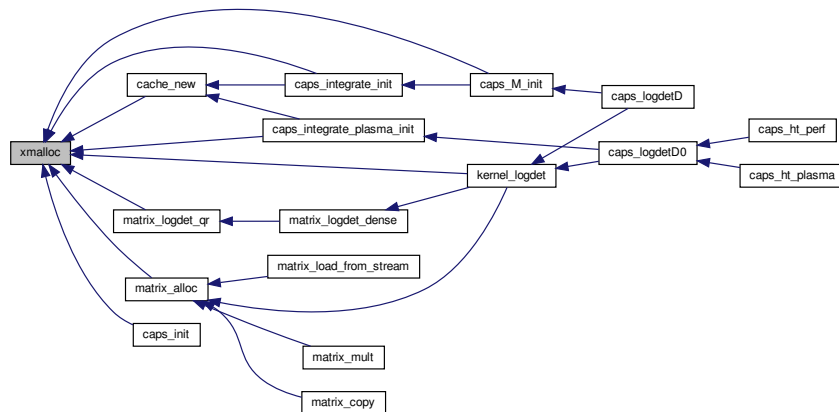 cache_new
caps_integrate_init
caps_M_init
caps_logdetD
caps_integrate_plasma_init
caps_ht_perf
xmalloc
caps_logdetD0
kernel_logdet
caps_ht_plasma
matrix_logdet_qr
matrix_logdet_dense
matrix_load_from_stream
matrix_alloc
caps_init
matrix_mult
matrix_copy